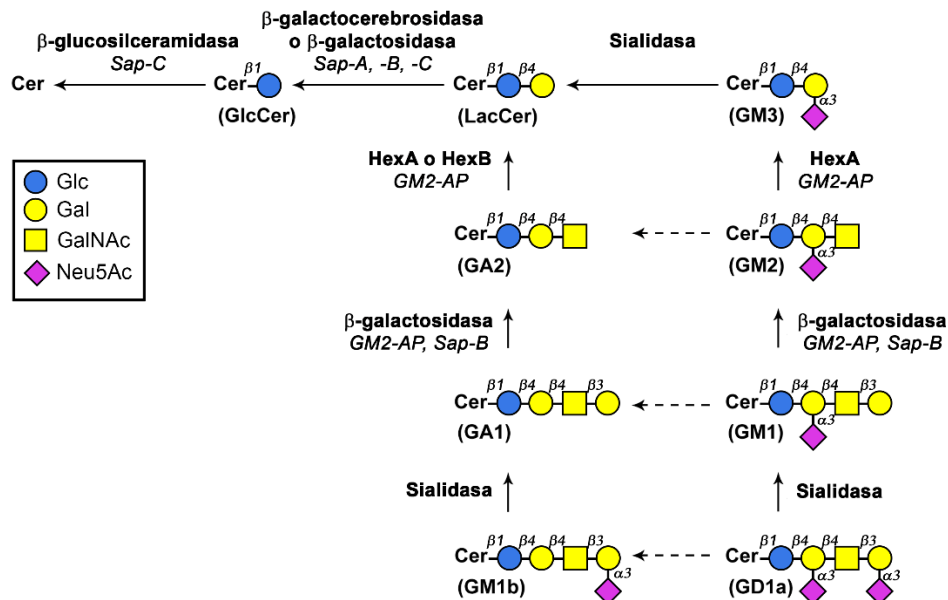 β-glucosilceramidasa
Sap-C
β-galactocerebrosidasa
o β-galactosidasa
Sap-A, -B, -C
Sialidasa
Cer
Cer β1
(GlcCer)
Cer β1 β4
(LacCer)
Cer β1 β4
α3
(GM3)
HexA o HexB
GM2-AP
HexA
GM2-AP
Glc
Gal
GalNAc
Neu5Ac
Cer β1 β4 β4
(GA2)
Cer β1 β4 β4
α3
(GM2)
β-galactosidasa
GM2-AP, Sap-B
β-galactosidasa
GM2-AP, Sap-B
Cer β1 β4 β4 β3
(GA1)
Cer β1 β4 β4 β3
α3
(GM1)
Sialidasa
Sialidasa
Cer β1 β4 β4 β3
α3
(GM1b)
Cer β1 β4 β4 β3
α3 α3
(GD1a)